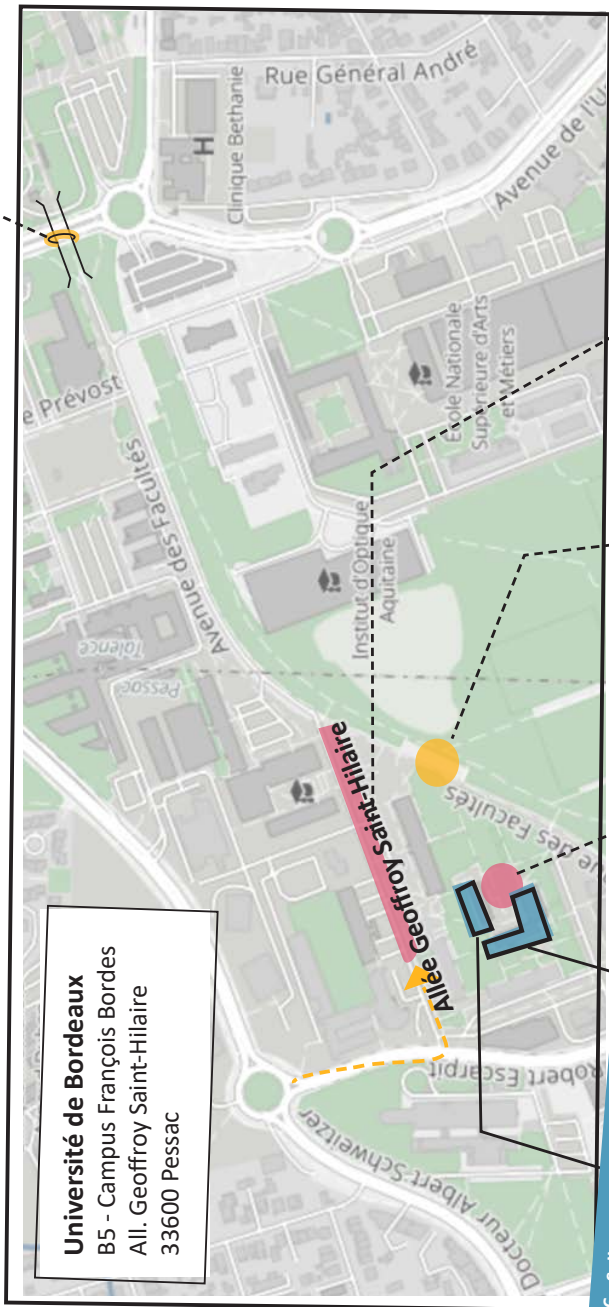 Université de Bordeaux
B5 - Campus François Bordes
All. Geoffroy Saint-Hilaire
33600 Pessac
Rue Général André
Clinique Bethanie
H
Avenue de l'U
e Prévost
Avenue des Facultés
École Nationale
Supérieure d'Arts
et Métiers
Institut d'Optique
Aquitaine
Talence
Pessac
Allée Geoffroy Saint-Hilaire
ue des Facultés
Robert Escarpit
Docteur Albert Schweitzer